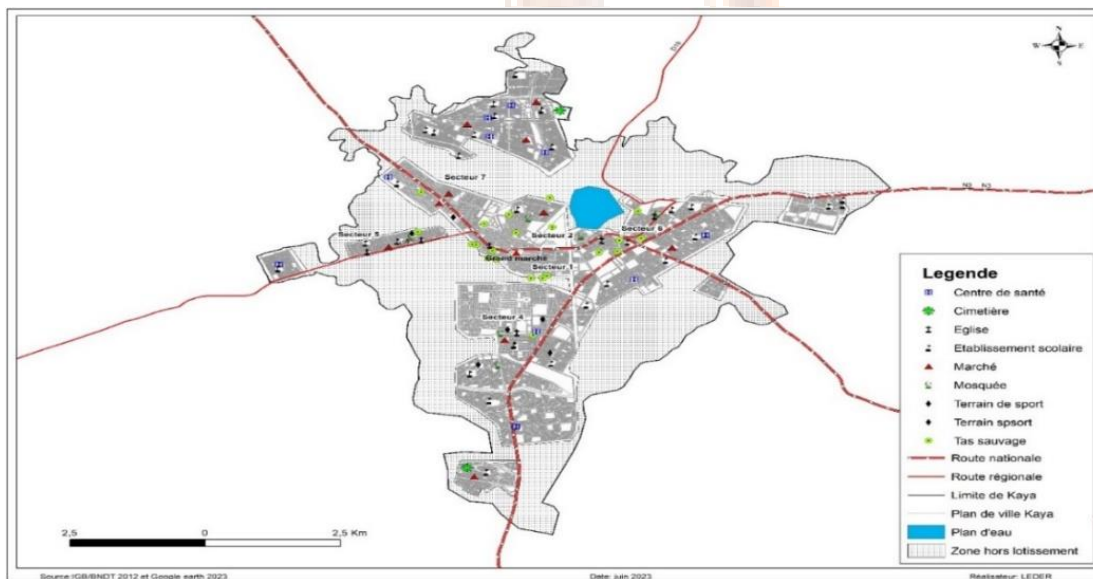 D16
W
E
S
Secteur 7
N3
N3
Secteur 5
Secteur 2
Secteur 6
Grand marché
Secteur 1
Secteur 4
Legende
Centre de santé
Cimetière
Eglise
Etablissement scolaire
Marché
Mosquée
Terrain de sport
Terrain spsort
Tas sauvage
Route nationale
Route régionale
Limite de Kaya
Plan de ville Kaya
Plan d'eau
Zone hors lotissement
2,5 0 2,5 Km
Source:IGB/BNDT 2012 et Google earth 2023
Date: juin 2023
Réalisateur: LEDER